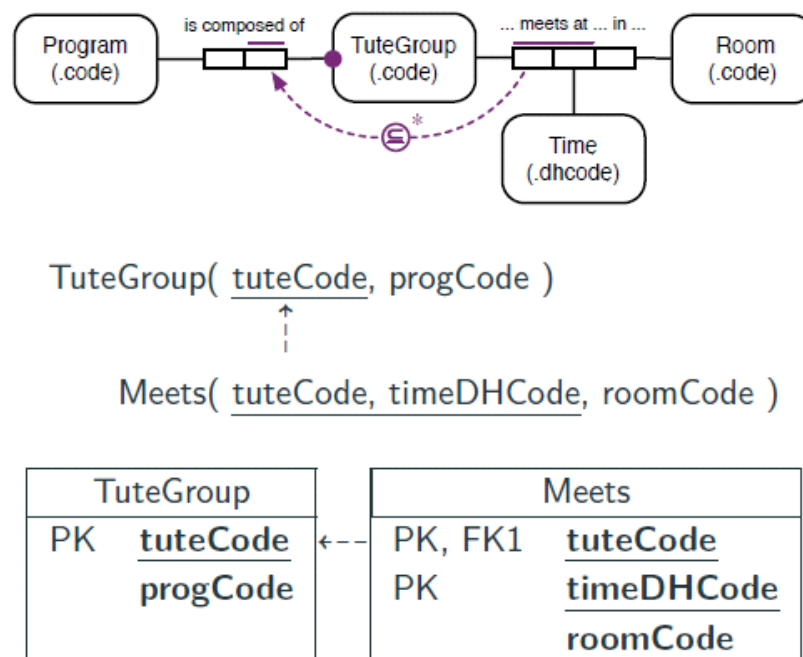 is composed of
... meets at ... in ...
Program
(.code)
TuteGroup
(.code)
Room
(.code)
⊆ *
Time
(.dhcode)
TuteGroup( tuteCode, progCode )
Meets( tuteCode, timeDHCode, roomCode )
TuteGroup
PK tuteCode
progCode
Meets
PK, FK1 tuteCode
PK timeDHCode
roomCode